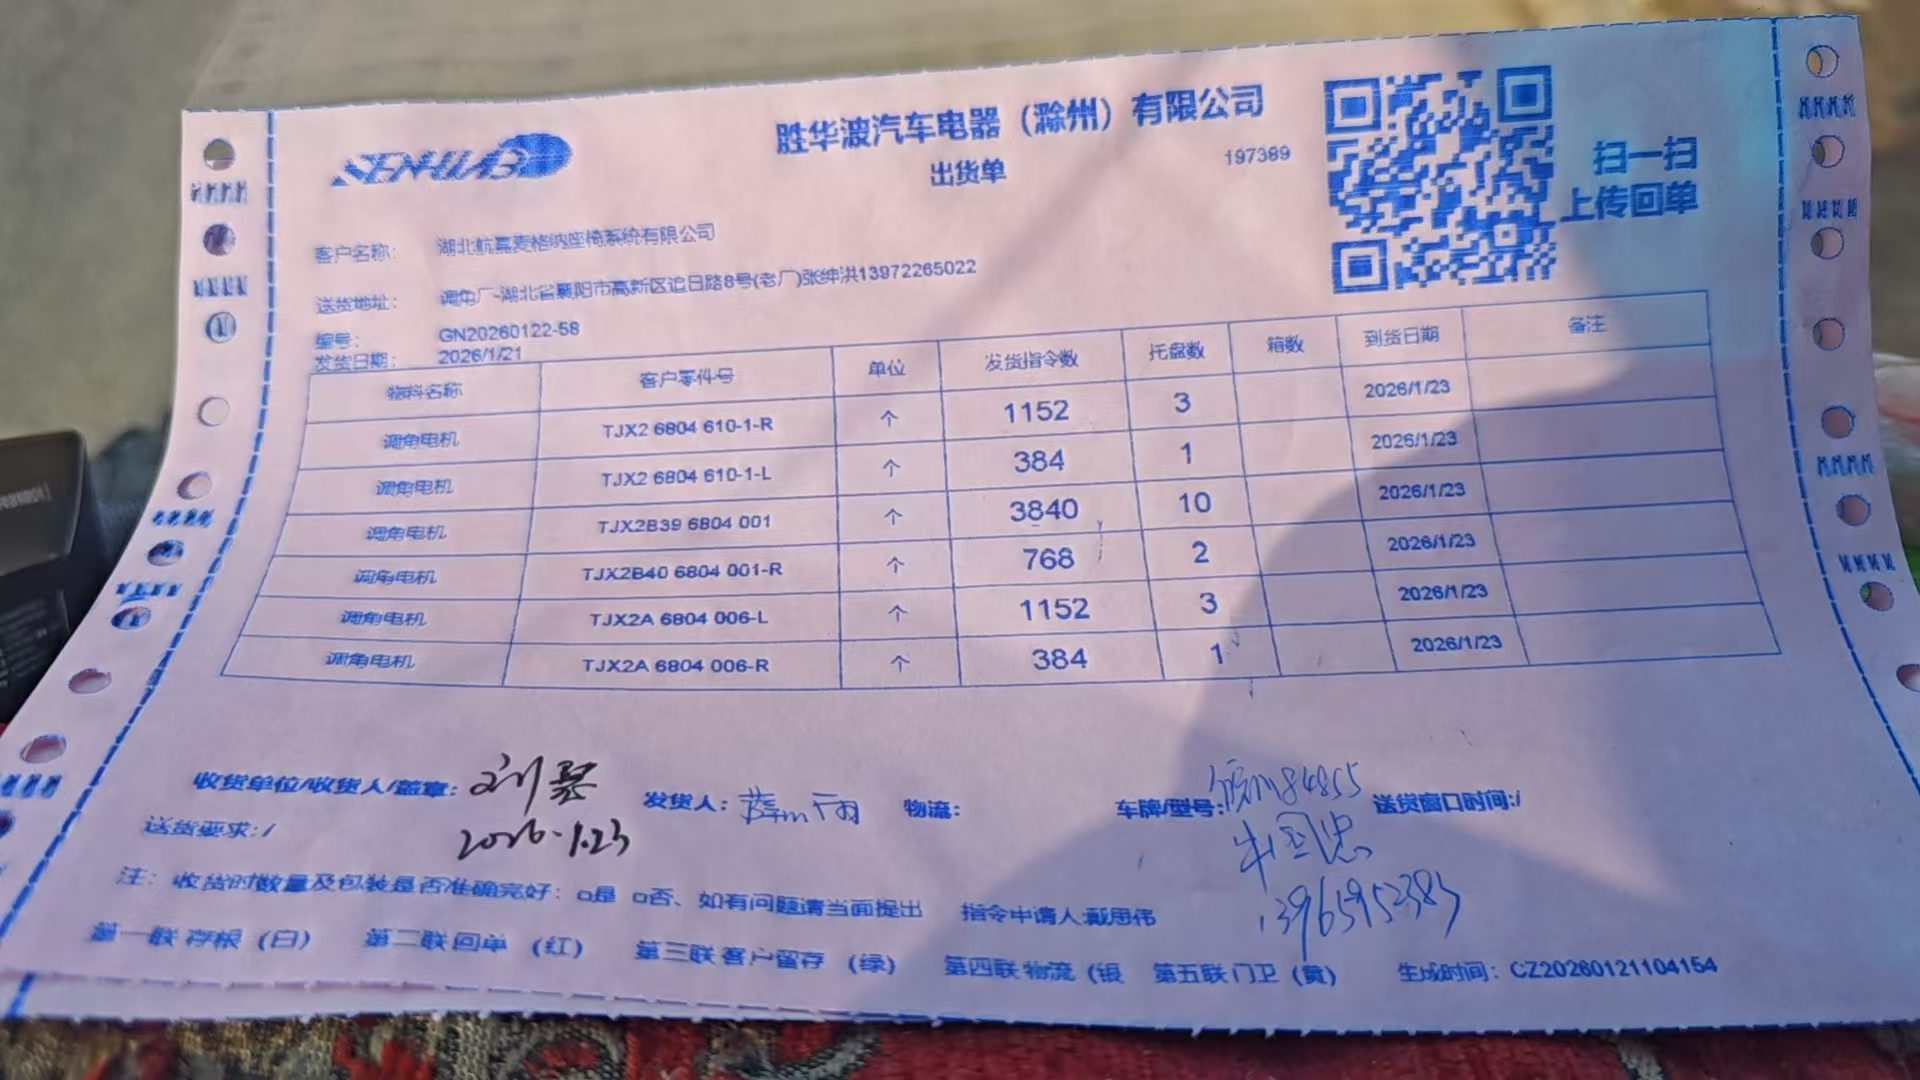 SENHUAB
胜华波汽车电器（滁州）有限公司
出货单
197389
扫一扫
上传回单
客户名称： 湖北航嘉麦格纳座椅系统有限公司
送货地址： 调角厂-湖北省襄阳市高新区追日路8号(老厂)张绅洪13972265022
编号： GN20260122-58
发货日期： 2026/1/21
物料名称 客户零件号 单位 发货指令数 托盘数 箱数 到货日期 备注
调角电机 TJX2 6804 610-1-R 个 1152 3 2026/1/23
调角电机 TJX2 6804 610-1-L 个 384 1 2026/1/23
调角电机 TJX2B39 6804 001 个 3840 10 2026/1/23
调角电机 TJX2B40 6804 001-R 个 768 2 2026/1/23
调角电机 TJX2A 6804 006-L 个 1152 3 2026/1/23
调角电机 TJX2A 6804 006-R 个 384 1 2026/1/23
收货单位/收货人/盖章： 刘 发货人： 物流： 车牌/型号： 84855 送货窗口时间:/
送货要求:/ 2026.1.23
国忠
13965952383
注：收货时数量及包装是否准确完好：□是 □否、如有问题请当面提出 指令申请人:戴思伟
第一联 存根（白） 第二联 回单（红） 第三联 客户留存（绿） 第四联 物流（银 第五联 门卫（黄） 生成时间：CZ20260121104154